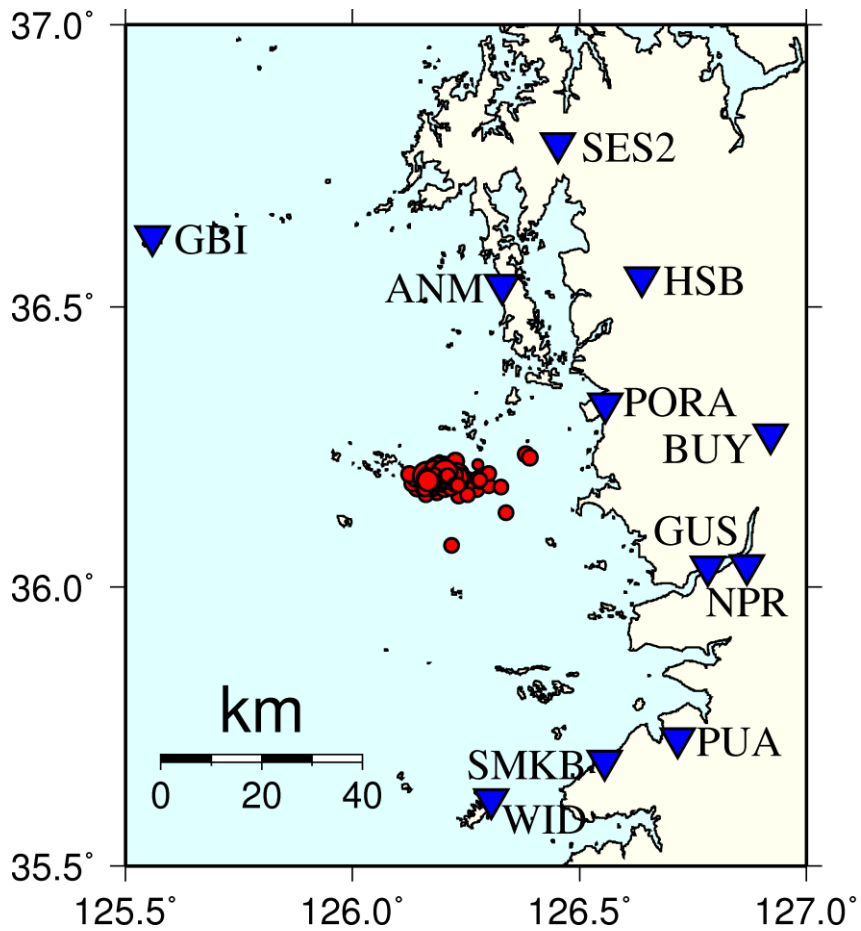 37.0˚
SES2
GBI
ANM
HSB
36.5˚
PORA
BUY
GUS
36.0˚
NPR
km
PUA
SMKB
0 20 40
WID
35.5˚
125.5˚ 126.0˚ 126.5˚ 127.0˚